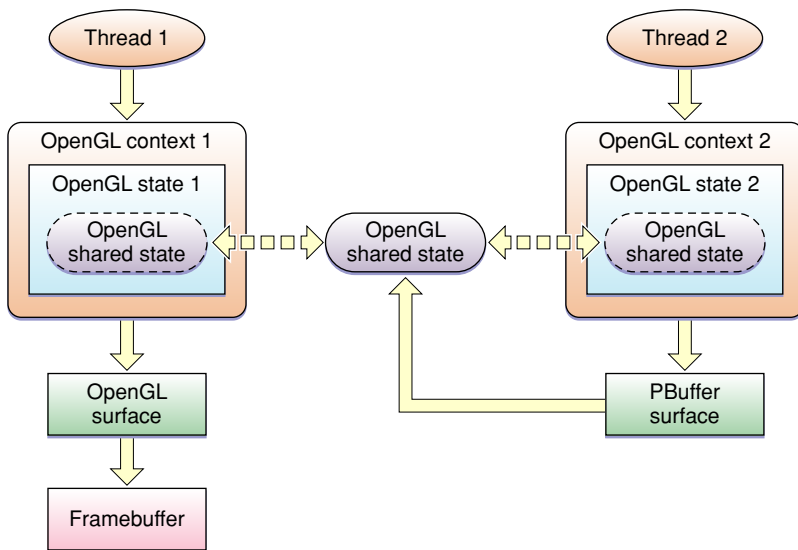 Thread 1
Thread 2
OpenGL context 1
OpenGL context 2
OpenGL state 1
OpenGL state 2
OpenGL
shared state
OpenGL
shared state
OpenGL
shared state
OpenGL
surface
PBuffer
surface
Framebuffer